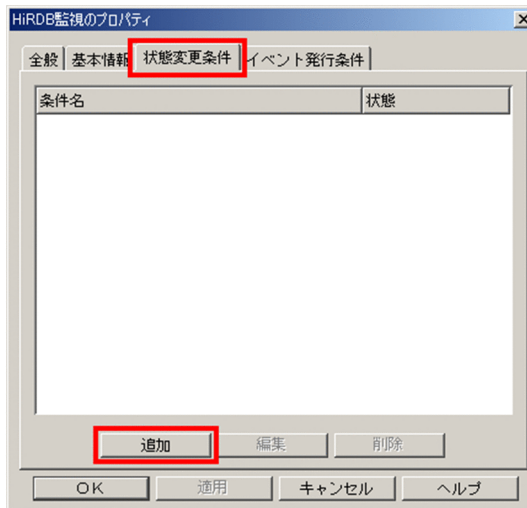 HiRDB監視のプロパティ
全般 基本情報 状態変更条件 イベント発行条件
条件名 状態
追加 編集 削除
OK 適用 キャンセル ヘルプ